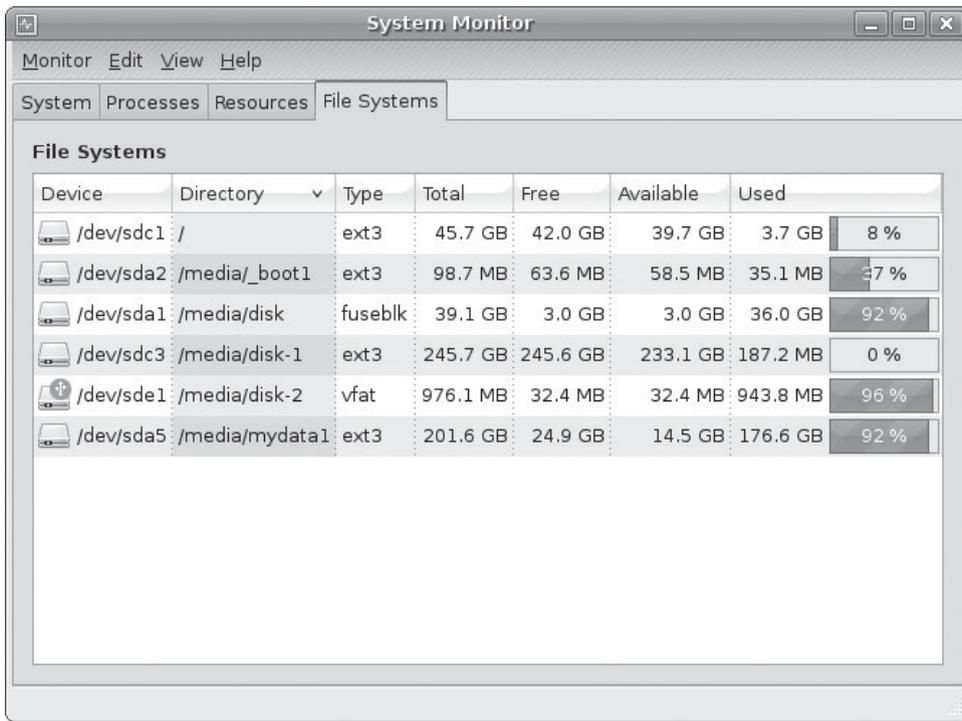 System Monitor
Monitor Edit View Help
System Processes Resources File Systems
File Systems
Device Directory Type Total Free Available Used
/dev/sdc1 / ext3 45.7 GB 42.0 GB 39.7 GB 3.7 GB 8 %
/dev/sda2 /media/_boot1 ext3 98.7 MB 63.6 MB 58.5 MB 35.1 MB 37 %
/dev/sda1 /media/disk fuseblk 39.1 GB 3.0 GB 3.0 GB 36.0 GB 92 %
/dev/sdc3 /media/disk-1 ext3 245.7 GB 245.6 GB 233.1 GB 187.2 MB 0 %
/dev/sde1 /media/disk-2 vfat 976.1 MB 32.4 MB 32.4 MB 943.8 MB 96 %
/dev/sda5 /media/mydata1 ext3 201.6 GB 24.9 GB 14.5 GB 176.6 GB 92 %